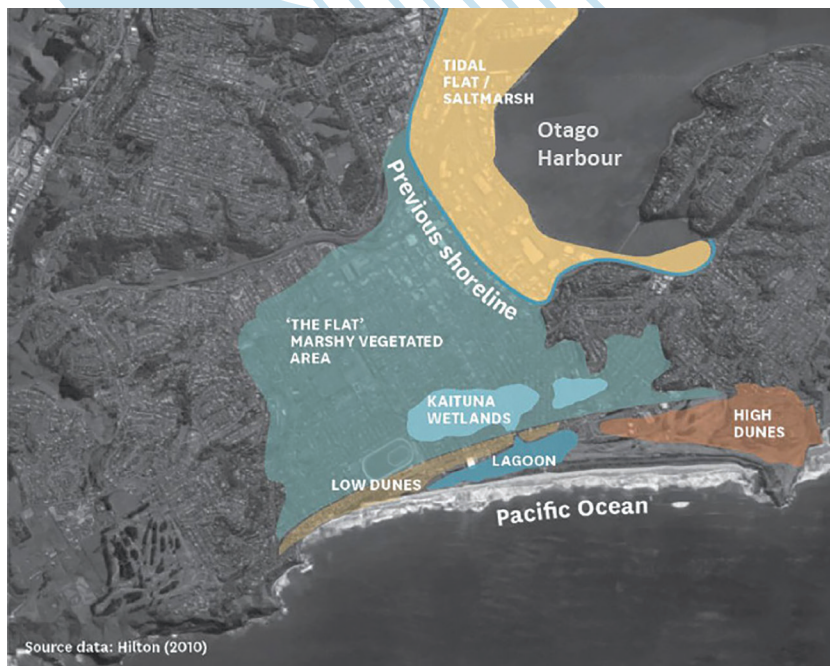 TIDAL
FLAT /
SALTMARSH
Otago
Harbour
Previous shoreline
'THE FLAT'
MARSHY VEGETATED
AREA
KAITUNA
WETLANDS
HIGH
DUNES
LAGOON
LOW DUNES
Pacific Ocean
Source data: Hilton (2010)